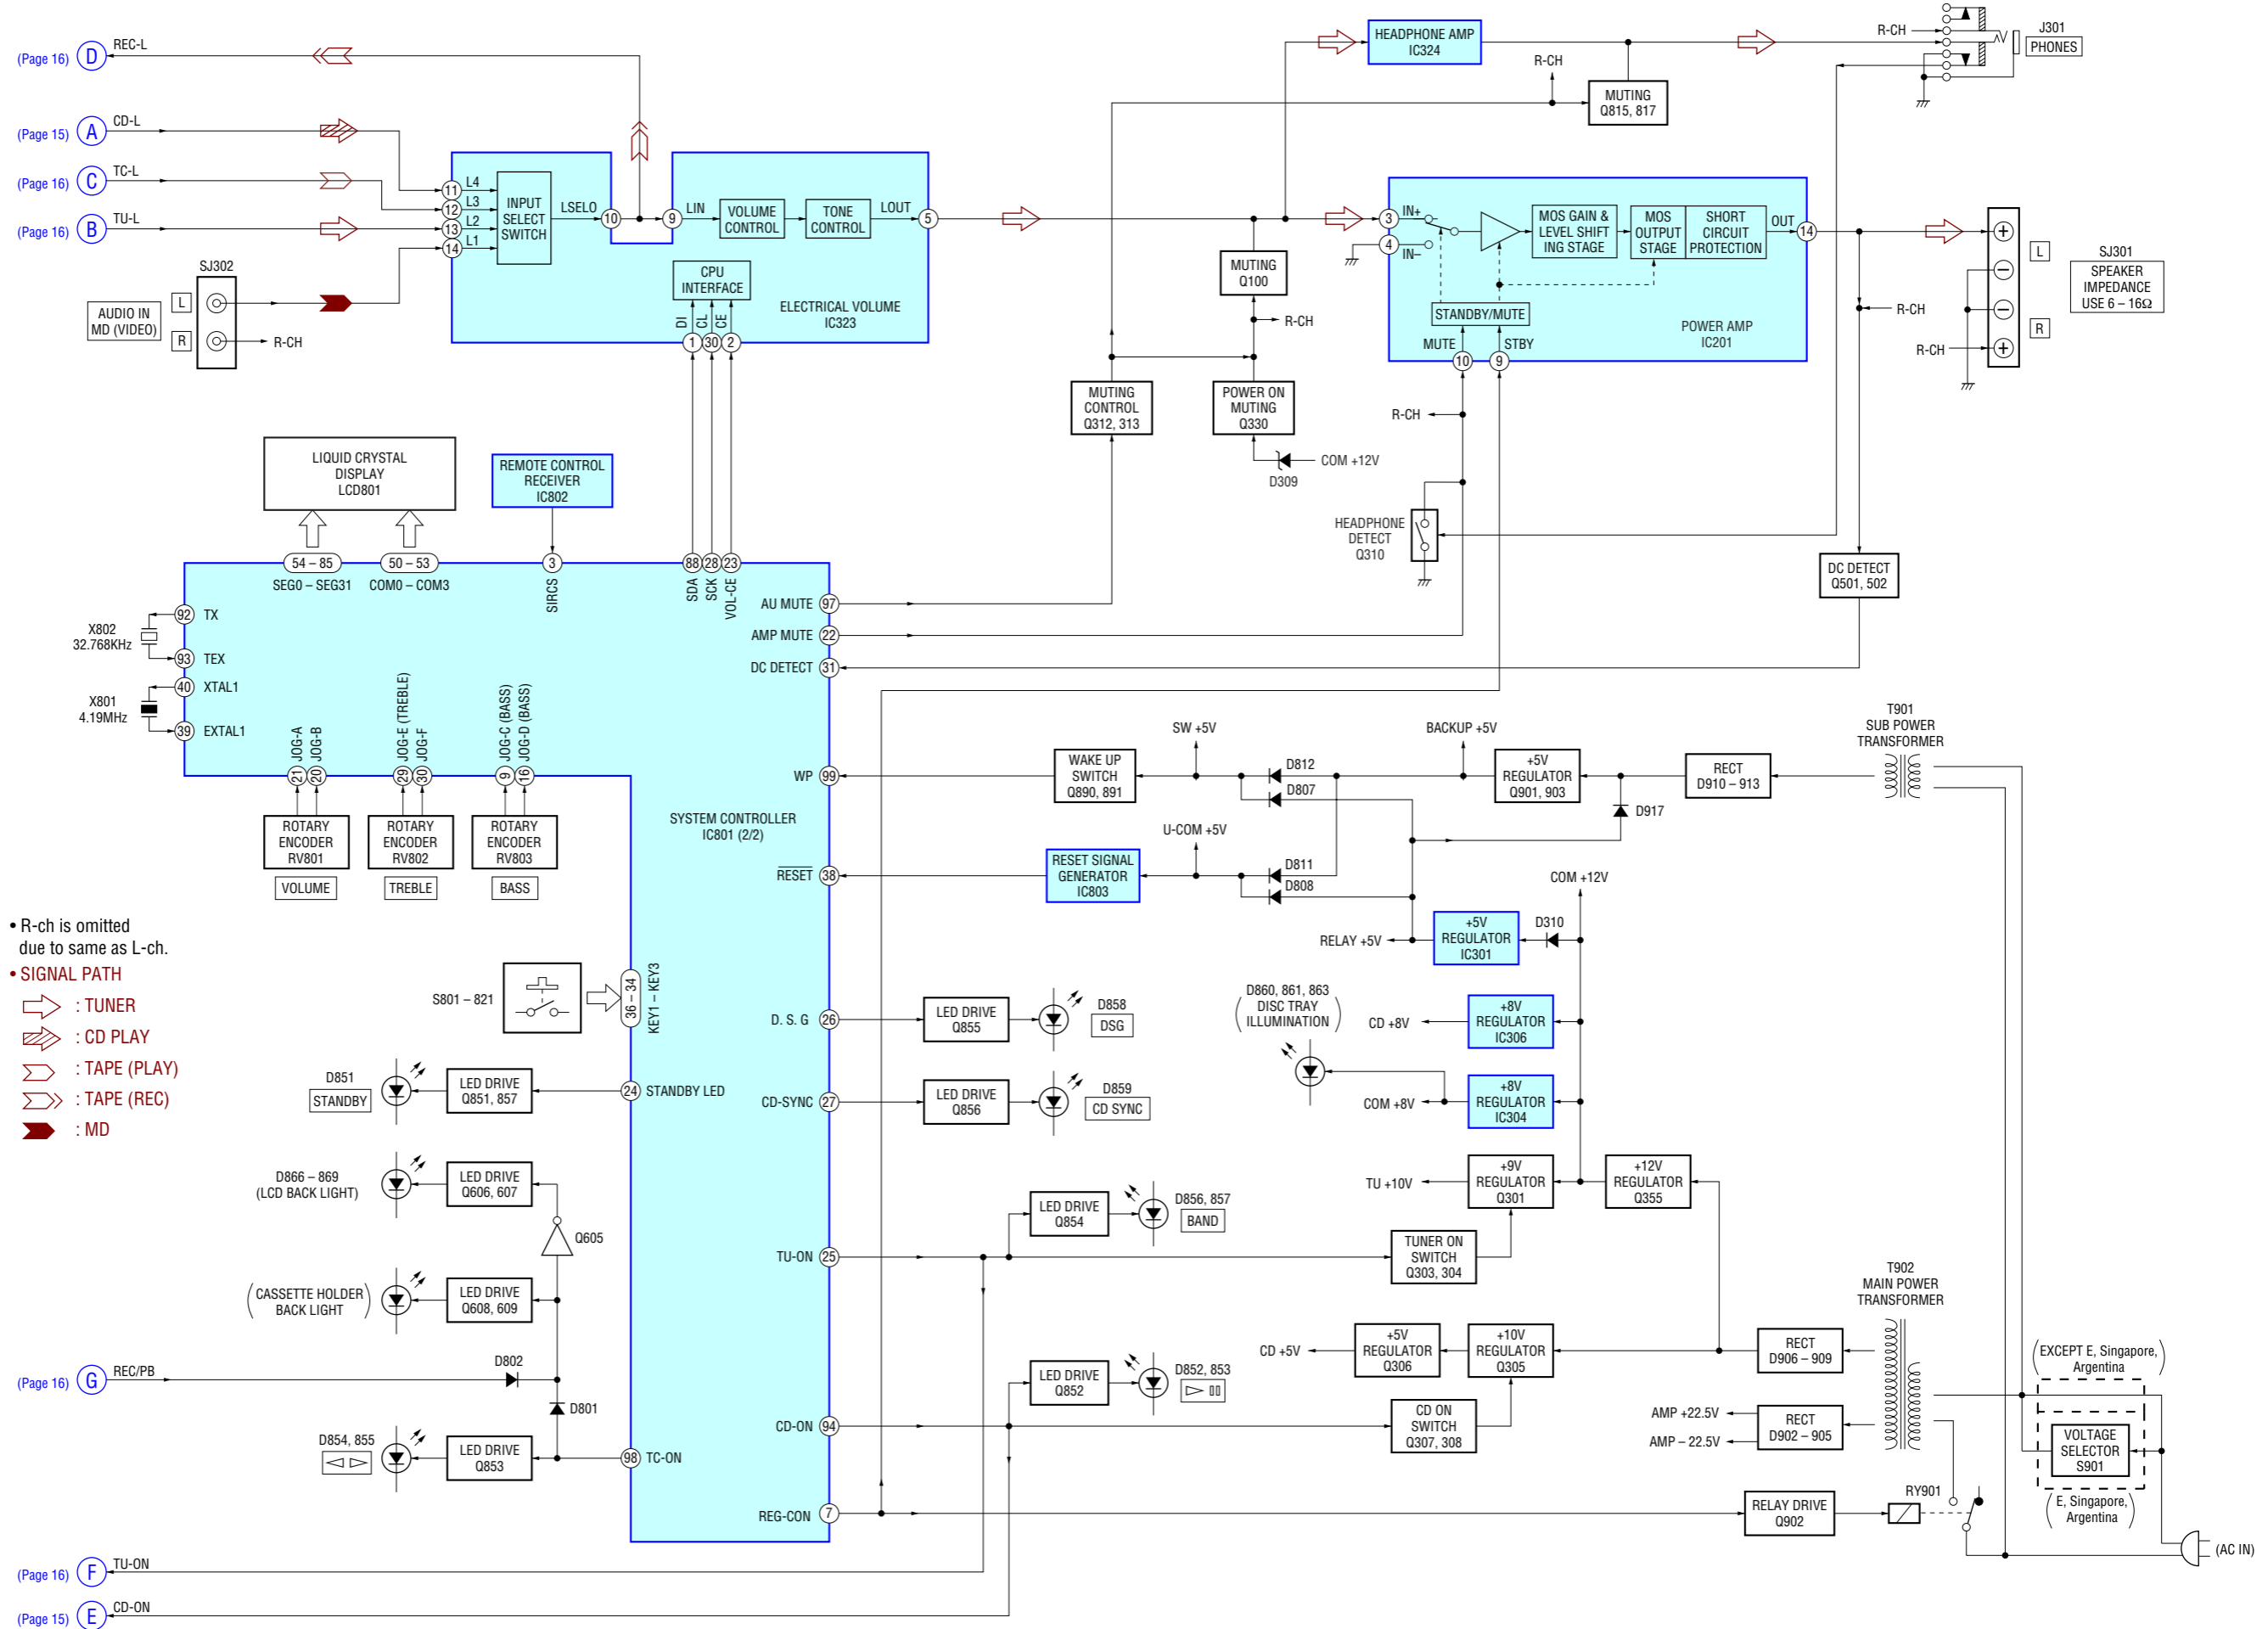 (Page 16) D REC-L
(Page 15) A CD-L
(Page 16) C TC-L
(Page 16) B TU-L
SJ302
AUDIO IN
MD (VIDEO)
L
R
R-CH
11 L4
12 L3
13 L2
14 L1
INPUT
SELECT
SWITCH
LSELO 10
9 LIN
VOLUME
CONTROL
TONE
CONTROL
LOUT 5
CPU
INTERFACE
DI
CL
CE
1
30
2
ELECTRICAL VOLUME
IC323
HEADPHONE AMP
IC324
R-CH
MUTING
Q815, 817
R-CH
J301
PHONES
MUTING
Q100
R-CH
MUTING
CONTROL
Q312, 313
POWER ON
MUTING
Q330
COM +12V
D309
3 IN+
4 IN–
MOS GAIN &
LEVEL SHIFT
ING STAGE
MOS
OUTPUT
STAGE
SHORT
CIRCUIT
PROTECTION
OUT 14
STANDBY/MUTE
MUTE
STBY
10
9
POWER AMP
IC201
R-CH
R-CH
R-CH
L
R
SJ301
SPEAKER
IMPEDANCE
USE 6 – 16Ω
HEADPHONE
DETECT
Q310
DC DETECT
Q501, 502
LIQUID CRYSTAL
DISPLAY
LCD801
REMOTE CONTROL
RECEIVER
IC802
54 – 85
SEG0 – SEG31
50 – 53
COM0 – COM3
3
SIRCS
88
28
23
SDA
SCK
VOL-CE
AU MUTE 97
AMP MUTE 22
DC DETECT 31
X802
32.768KHz
92 TX
93 TEX
X801
4.19MHz
40 XTAL1
39 EXTAL1
JOG-A
JOG-B
JOG-E (TREBLE)
JOG-F
JOG-C (BASS)
JOG-D (BASS)
21
20
29
30
9
16
ROTARY
ENCODER
RV801
VOLUME
ROTARY
ENCODER
RV802
TREBLE
ROTARY
ENCODER
RV803
BASS
SYSTEM CONTROLLER
IC801 (2/2)
WP 99
RESET 38
WAKE UP
SWITCH
Q890, 891
SW +5V
D812
D807
BACKUP +5V
+5V
REGULATOR
Q901, 903
RECT
D910 – 913
T901
SUB POWER
TRANSFORMER
D917
RESET SIGNAL
GENERATOR
IC803
U-COM +5V
D811
D808
COM +12V
RELAY +5V
+5V
REGULATOR
IC301
D310
• R-ch is omitted
due to same as L-ch.
• SIGNAL PATH
: TUNER
: CD PLAY
: TAPE (PLAY)
: TAPE (REC)
: MD
S801 – 821
36 – 34
KEY1 – KEY3
D. S. G 26
LED DRIVE
Q855
D858
DSG
CD-SYNC 27
LED DRIVE
Q856
D859
CD SYNC
D860, 861, 863
DISC TRAY
ILLUMINATION
CD +8V
+8V
REGULATOR
IC306
COM +8V
+8V
REGULATOR
IC304
D851
STANDBY
LED DRIVE
Q851, 857
24 STANDBY LED
D866 – 869
(LCD BACK LIGHT)
LED DRIVE
Q606, 607
Q605
TU +10V
+9V
REGULATOR
Q301
+12V
REGULATOR
Q355
LED DRIVE
Q854
D856, 857
BAND
TU-ON 25
TUNER ON
SWITCH
Q303, 304
(CASSETTE HOLDER
BACK LIGHT)
LED DRIVE
Q608, 609
T902
MAIN POWER
TRANSFORMER
CD +5V
+5V
REGULATOR
Q306
+10V
REGULATOR
Q305
RECT
D906 – 909
(EXCEPT E, Singapore,
Argentina)
(Page 16) G REC/PB
D802
D801
LED DRIVE
Q852
D852, 853
CD-ON 94
CD ON
SWITCH
Q307, 308
AMP +22.5V
AMP – 22.5V
RECT
D902 – 905
VOLTAGE
SELECTOR
S901
D854, 855
LED DRIVE
Q853
98 TC-ON
REG-CON 7
RELAY DRIVE
Q902
RY901
(E, Singapore,
Argentina)
(AC IN)
(Page 16) F TU-ON
(Page 15) E CD-ON